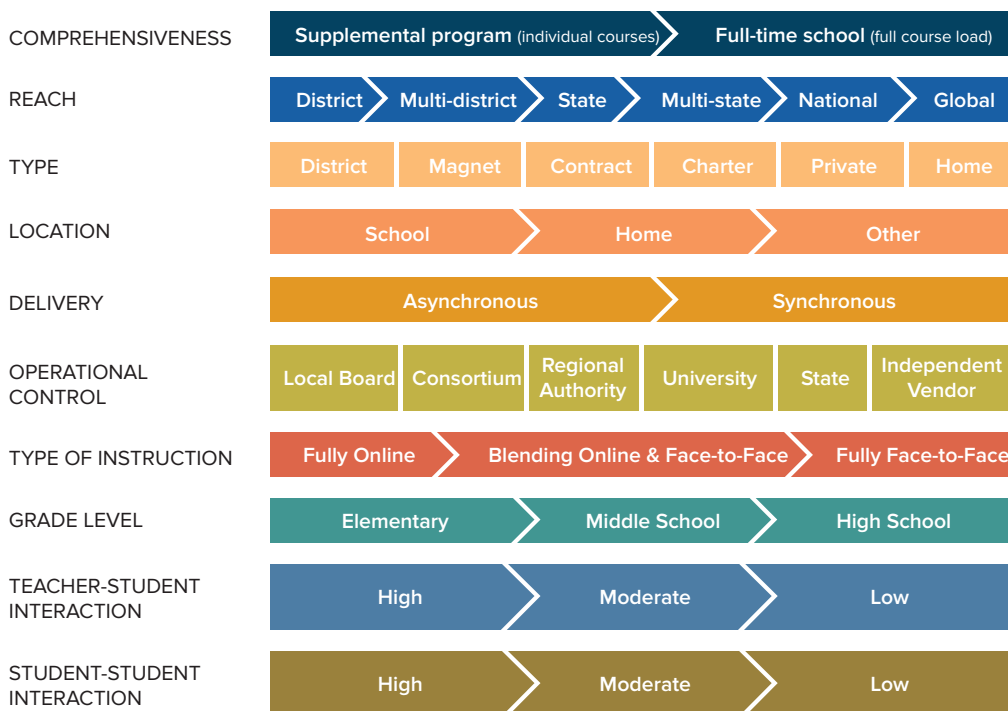 COMPREHENSIVENESS
Supplemental program (individual courses) Full-time school (full course load)
REACH
District Multi-district State Multi-state National Global
TYPE
District Magnet Contract Charter Private Home
LOCATION
School Home Other
DELIVERY
Asynchronous Synchronous
OPERATIONAL
CONTROL
Local Board Consortium Regional
Authority University State Independent
Vendor
TYPE OF INSTRUCTION
Fully Online Blending Online & Face-to-Face Fully Face-to-Face
GRADE LEVEL
Elementary Middle School High School
TEACHER-STUDENT
INTERACTION
High Moderate Low
STUDENT-STUDENT
INTERACTION
High Moderate Low